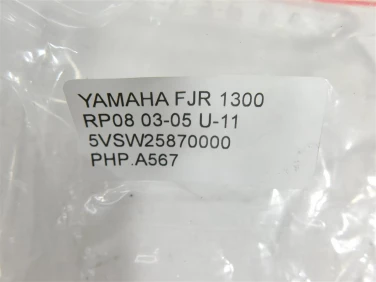 YAMAHA FJR 1300
RP08 03-05 U-11
5VSW25870000
PHP.A567